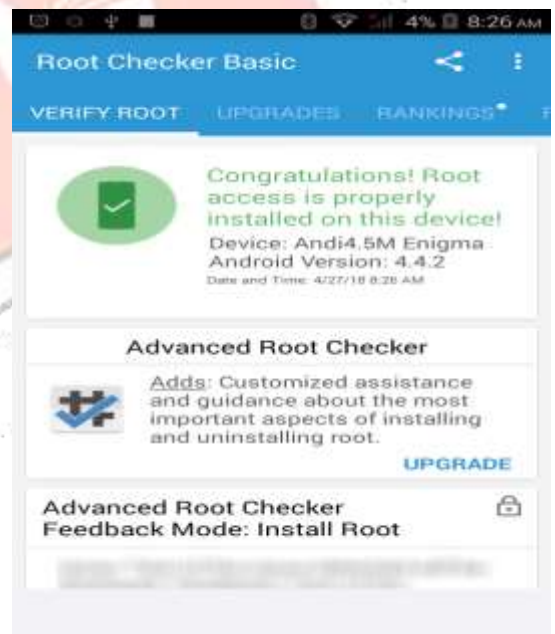 4% 8:26 AM
Root Checker Basic
VERIFY ROOT UPGRADES RANKINGS
Congratulations! Root
access is properly
installed on this device!
Device: Andi4.5M Enigma
Android Version: 4.4.2
Date and Time: 4/27/18 8:26 AM
Advanced Root Checker
Adds: Customized assistance
and guidance about the most
important aspects of installing
and uninstalling root.
UPGRADE
Advanced Root Checker
Feedback Mode: Install Root